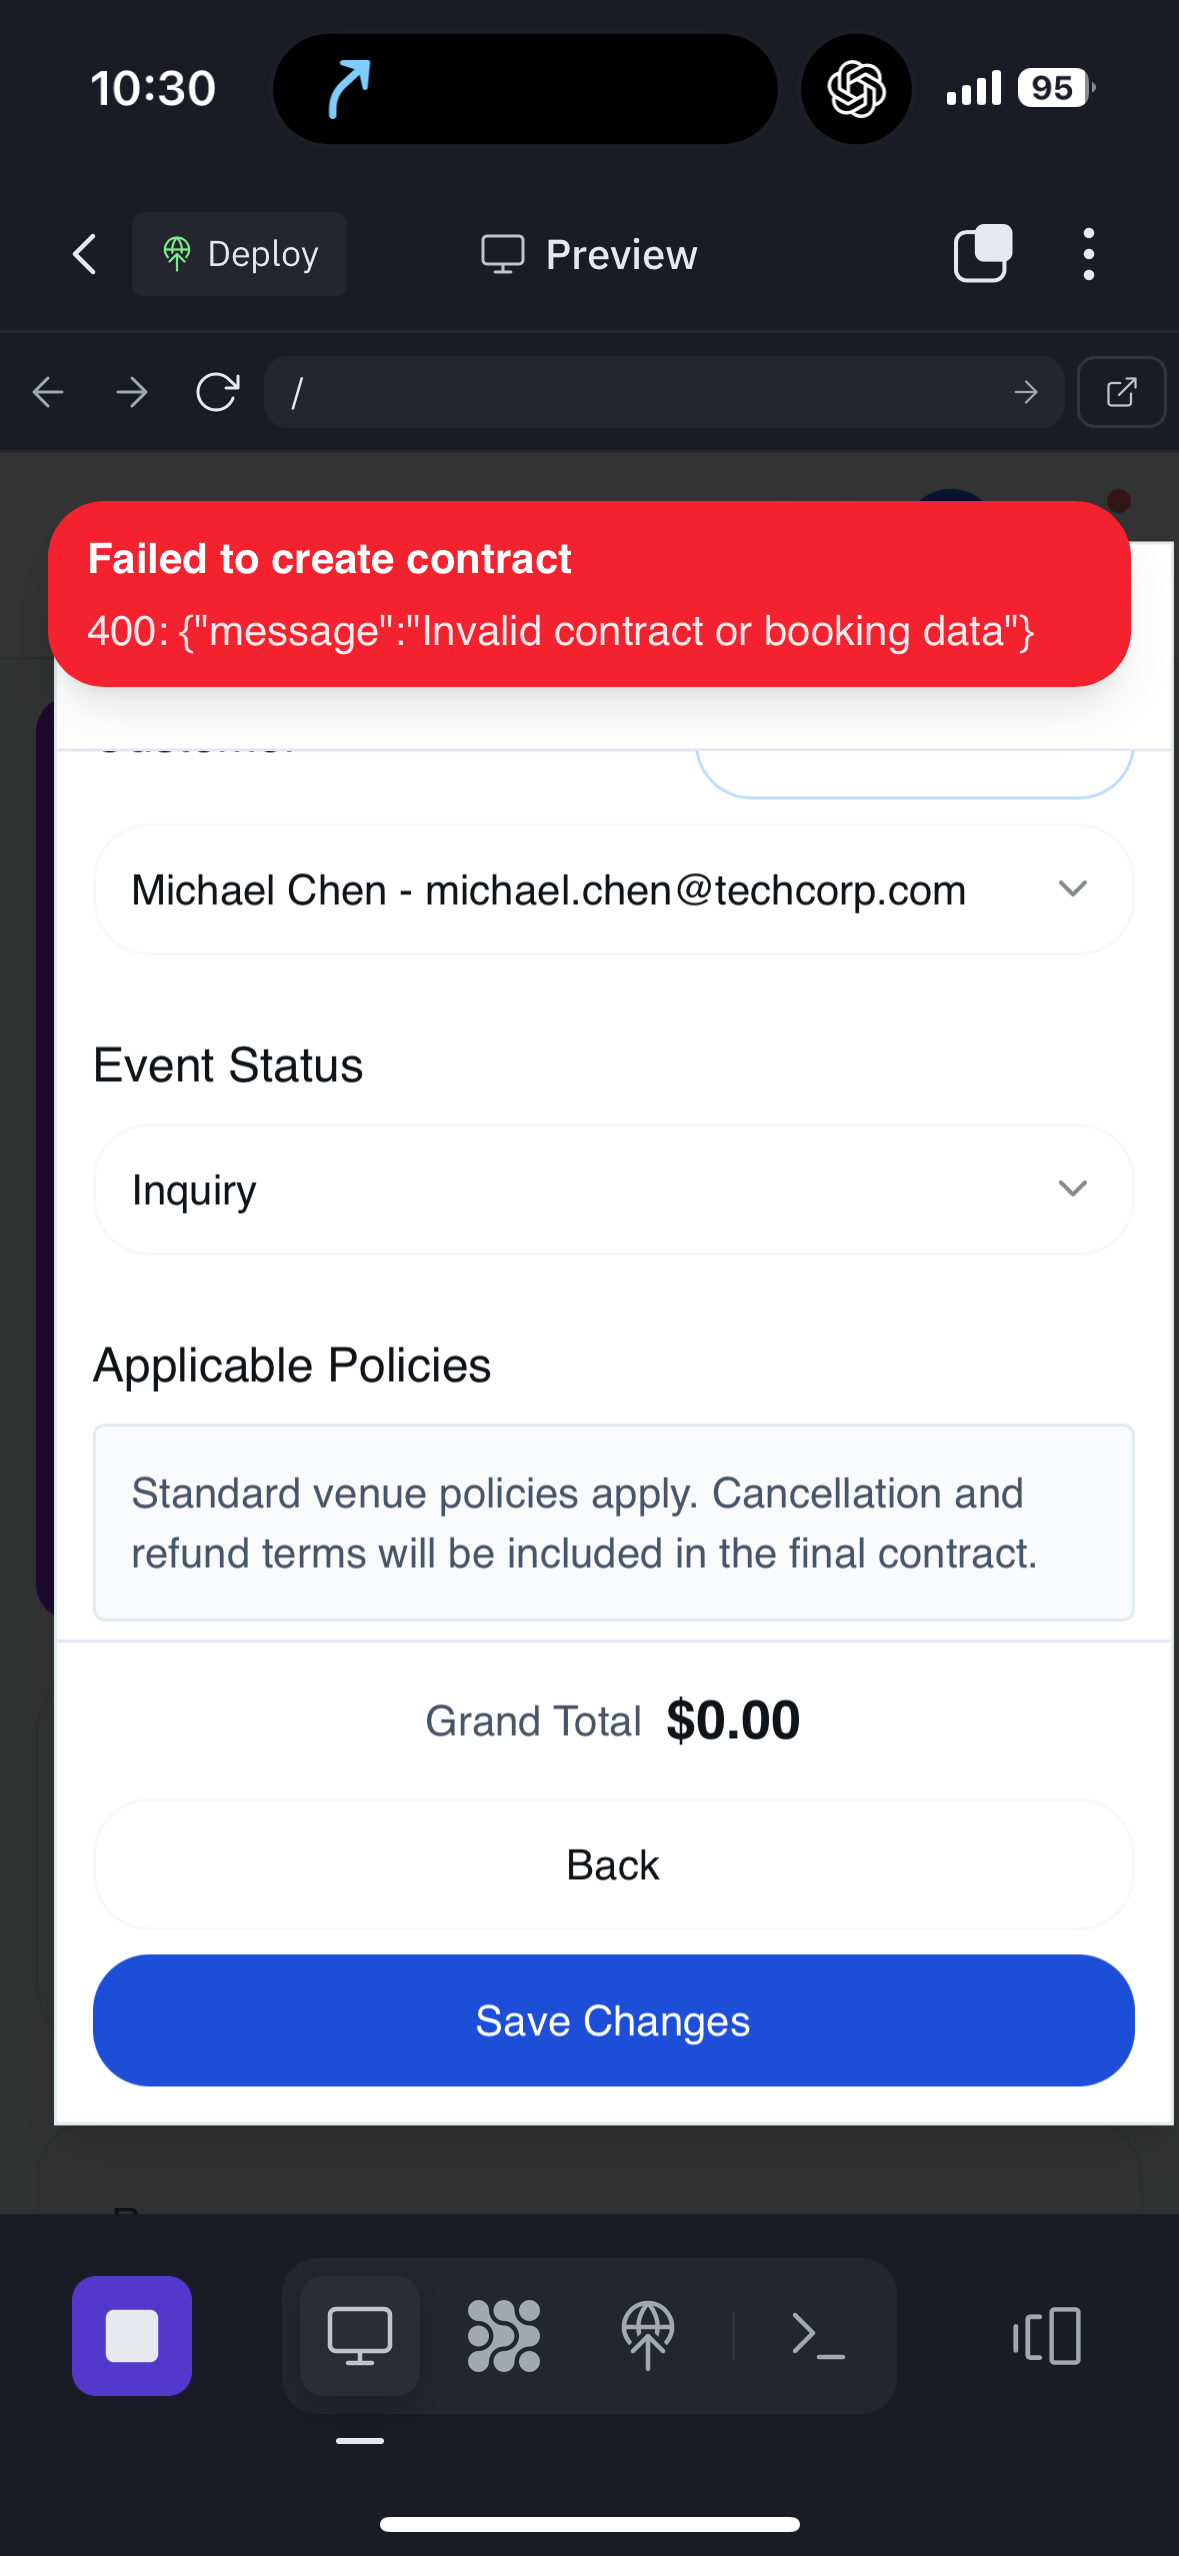 10:30
95
Deploy
Preview
/
Failed to create contract
400: {"message":"Invalid contract or booking data"}
Michael Chen - michael.chen@techcorp.com
Event Status
Inquiry
Applicable Policies
Standard venue policies apply. Cancellation and
refund terms will be included in the final contract.
Grand Total $0.00
Back
Save Changes